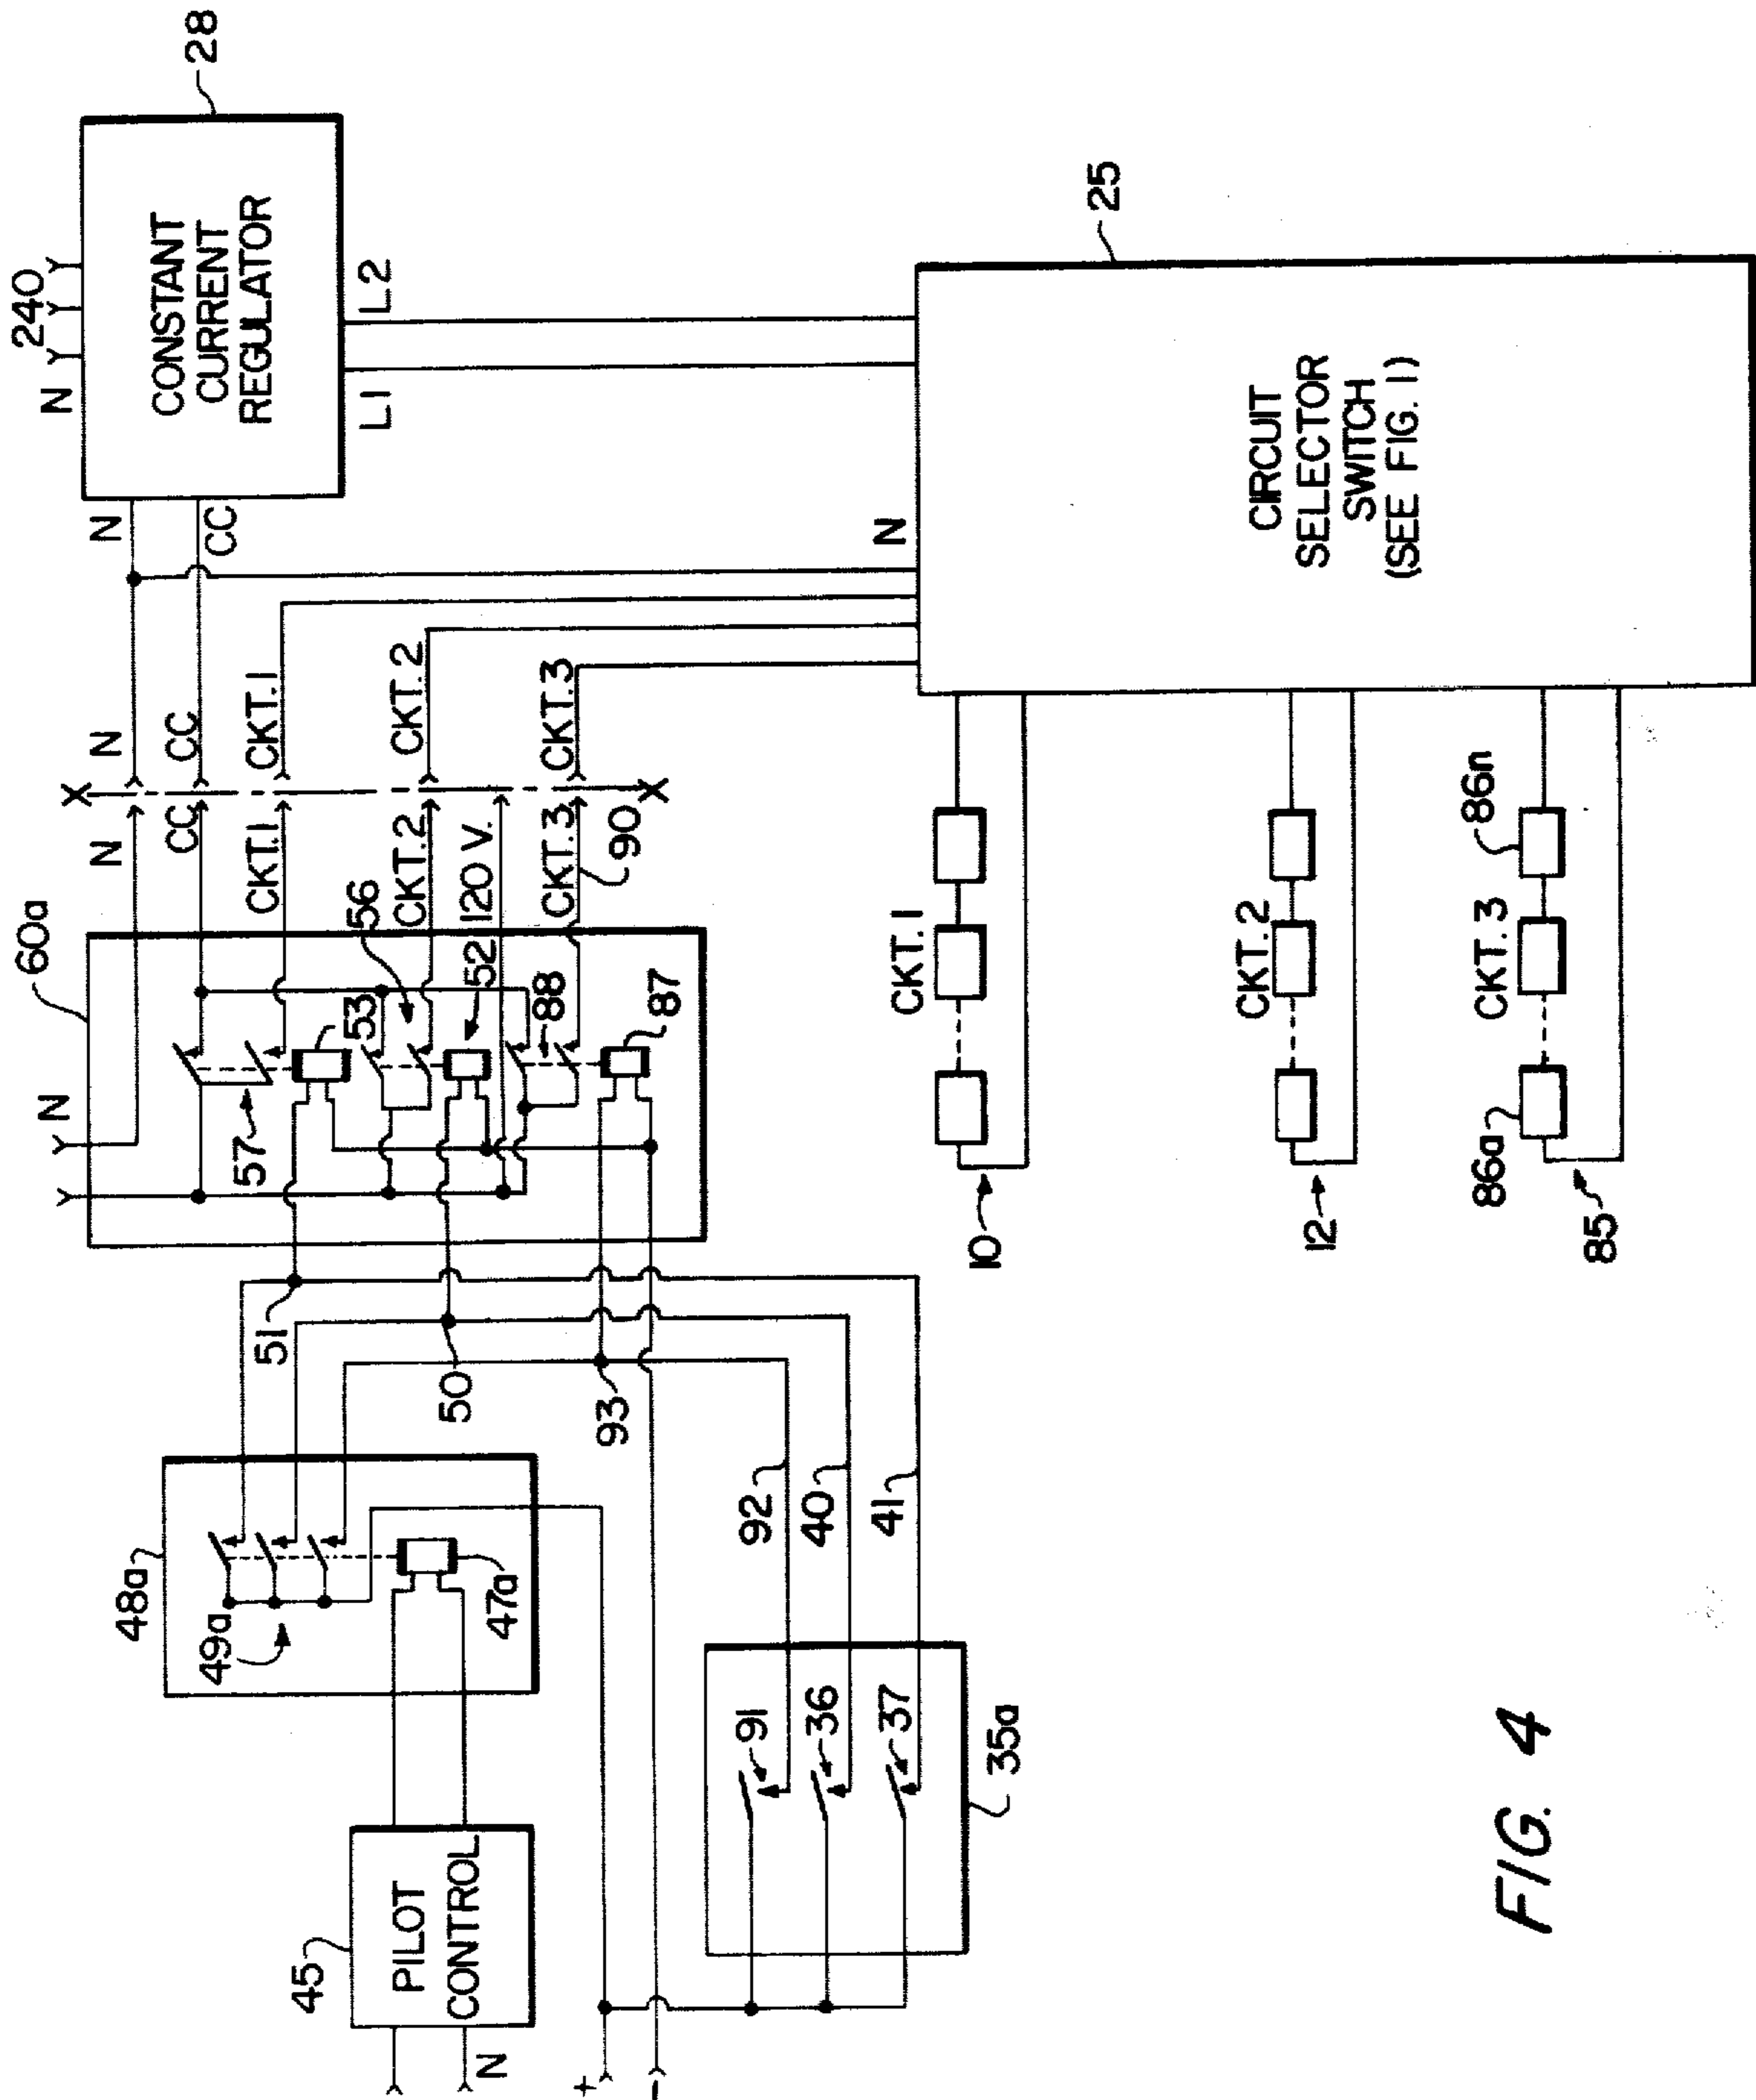 45
PILOT
CONTROL
N
+
-
48a
49a
47a
51
50
93
92
40
41
91
36
37
35a
60a
N
57
53
56
52
88
87
N
CC
CKT.1
CKT.2
120 V.
CKT.3
90
X
X
N
CC
CKT.1
CKT.2
CKT.3
N
CC
N
240
CONSTANT
CURRENT
REGULATOR
28
L1
L2
N
25
CIRCUIT
SELECTOR
SWITCH
(SEE FIG. 1)
CKT.1
10
CKT.2
12
86a
CKT.3
86n
85
FIG. 4